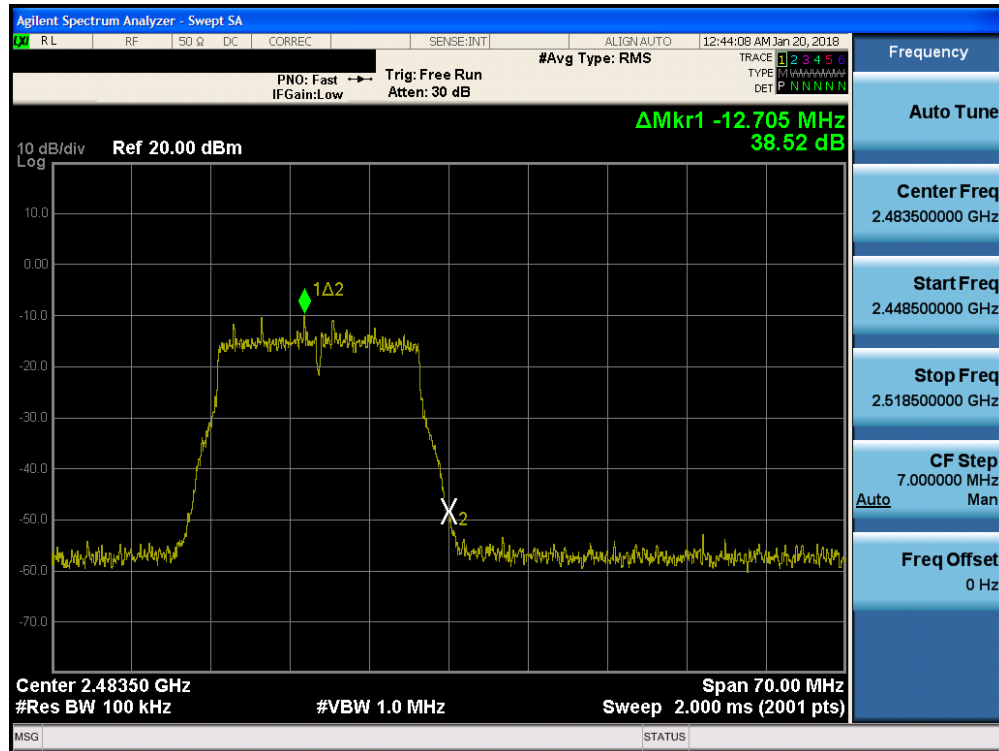 Agilent Spectrum Analyzer - Swept SA
LXI RL RF 50 Ω DC CORREC SENSE:INT ALIGN AUTO 12:44:08 AM Jan 20, 2018
#Avg Type: RMS TRACE 1 2 3 4 5 6
PNO: Fast Trig: Free Run TYPE M WWWWW
IFGain:Low Atten: 30 dB DET P N N N N N
ΔMkr1 -12.705 MHz
38.52 dB
10 dB/div Ref 20.00 dBm
Log
10.0
0.00
1Δ2
-10.0
-20.0
-30.0
-40.0
-50.0
X2
-60.0
-70.0
Center 2.48350 GHz Span 70.00 MHz
#Res BW 100 kHz #VBW 1.0 MHz Sweep 2.000 ms (2001 pts)
MSG STATUS
Frequency
Auto Tune
Center Freq
2.483500000 GHz
Start Freq
2.448500000 GHz
Stop Freq
2.518500000 GHz
CF Step
7.000000 MHz
Auto Man
Freq Offset
0 Hz